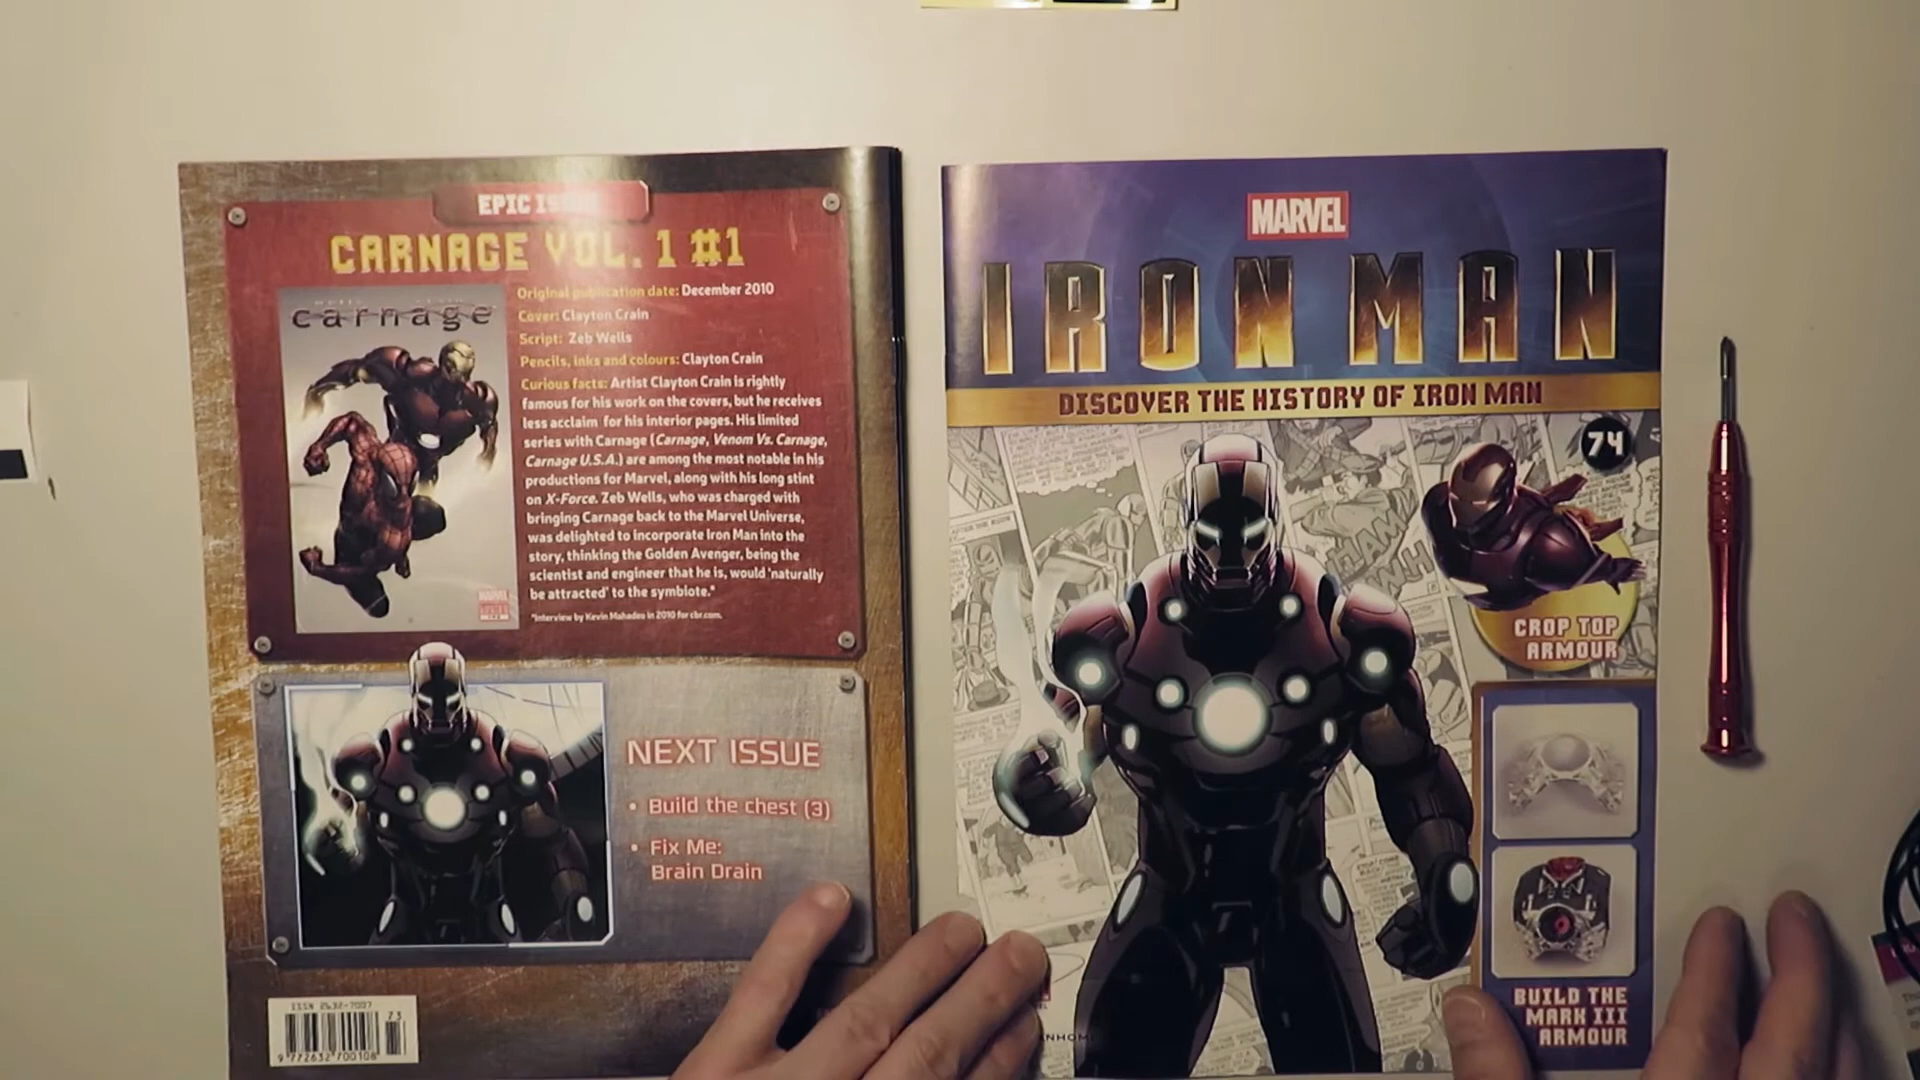 EPIC ISSUE
CARNAGE VOL. 1 #1
carnage
Original publication date: December 2010
Cover: Clayton Crain
Script: Zeb Wells
Pencils, inks and colours: Clayton Crain
Curious facts: Artist Clayton Crain is rightly
famous for his work on the covers, but he receives
less acclaim for his interior pages. His limited
series with Carnage (Carnage, Venom Vs. Carnage,
Carnage U.S.A.) are among the most notable in his
productions for Marvel, along with his long stint
on X-Force. Zeb Wells, who was charged with
bringing Carnage back to the Marvel Universe,
was delighted to incorporate Iron Man into the
story, thinking the Golden Avenger, being the
scientist and engineer that he is, would 'naturally
be attracted' to the symbiote."
"Interview by Kevin Mahadeo in 2010 for cbr.com.
MARVEL
NEXT ISSUE
• Build the chest (3)
• Fix Me:
Brain Drain
ISSN 2632-7007
73
9 772632 700108
MARVEL
IRON MAN
DISCOVER THE HISTORY OF IRON MAN
74
CROP TOP
ARMOUR
BUILD THE
MARK III
ARMOUR